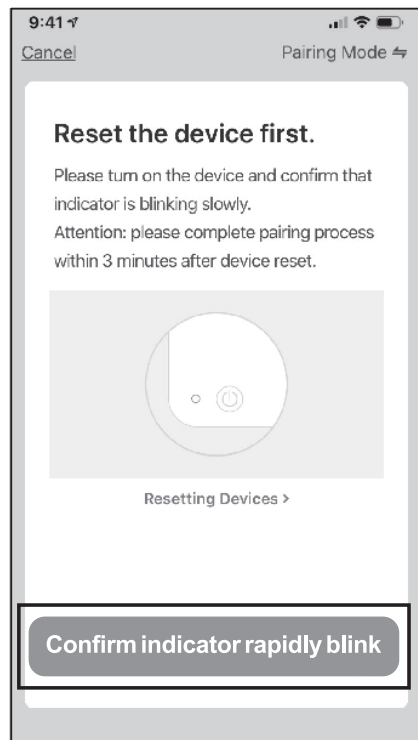 9:41
Cancel
Pairing Mode ⇋
Reset the device first.
Please turn on the device and confirm that
indicator is blinking slowly.
Attention: please complete pairing process
within 3 minutes after device reset.
Resetting Devices >
Confirm indicator rapidly blink